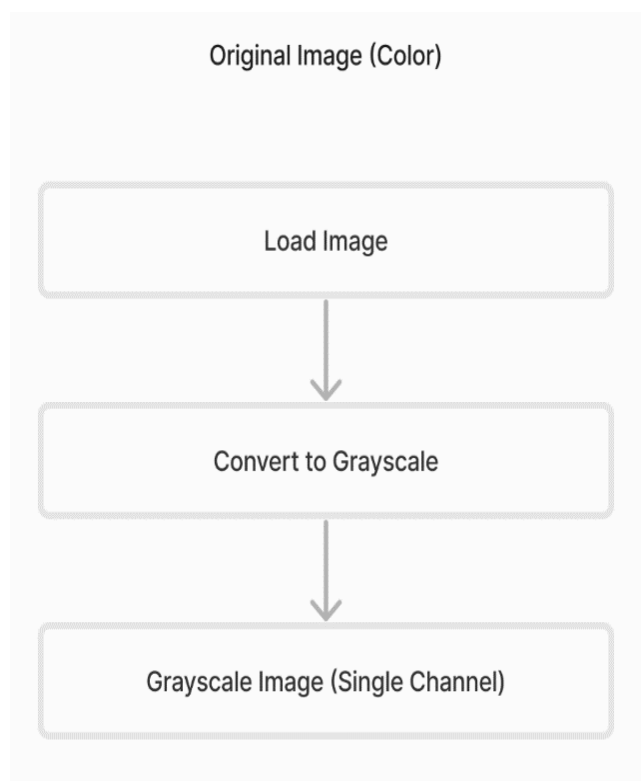 Original Image (Color)
Load Image
Convert to Grayscale
Grayscale Image (Single Channel)